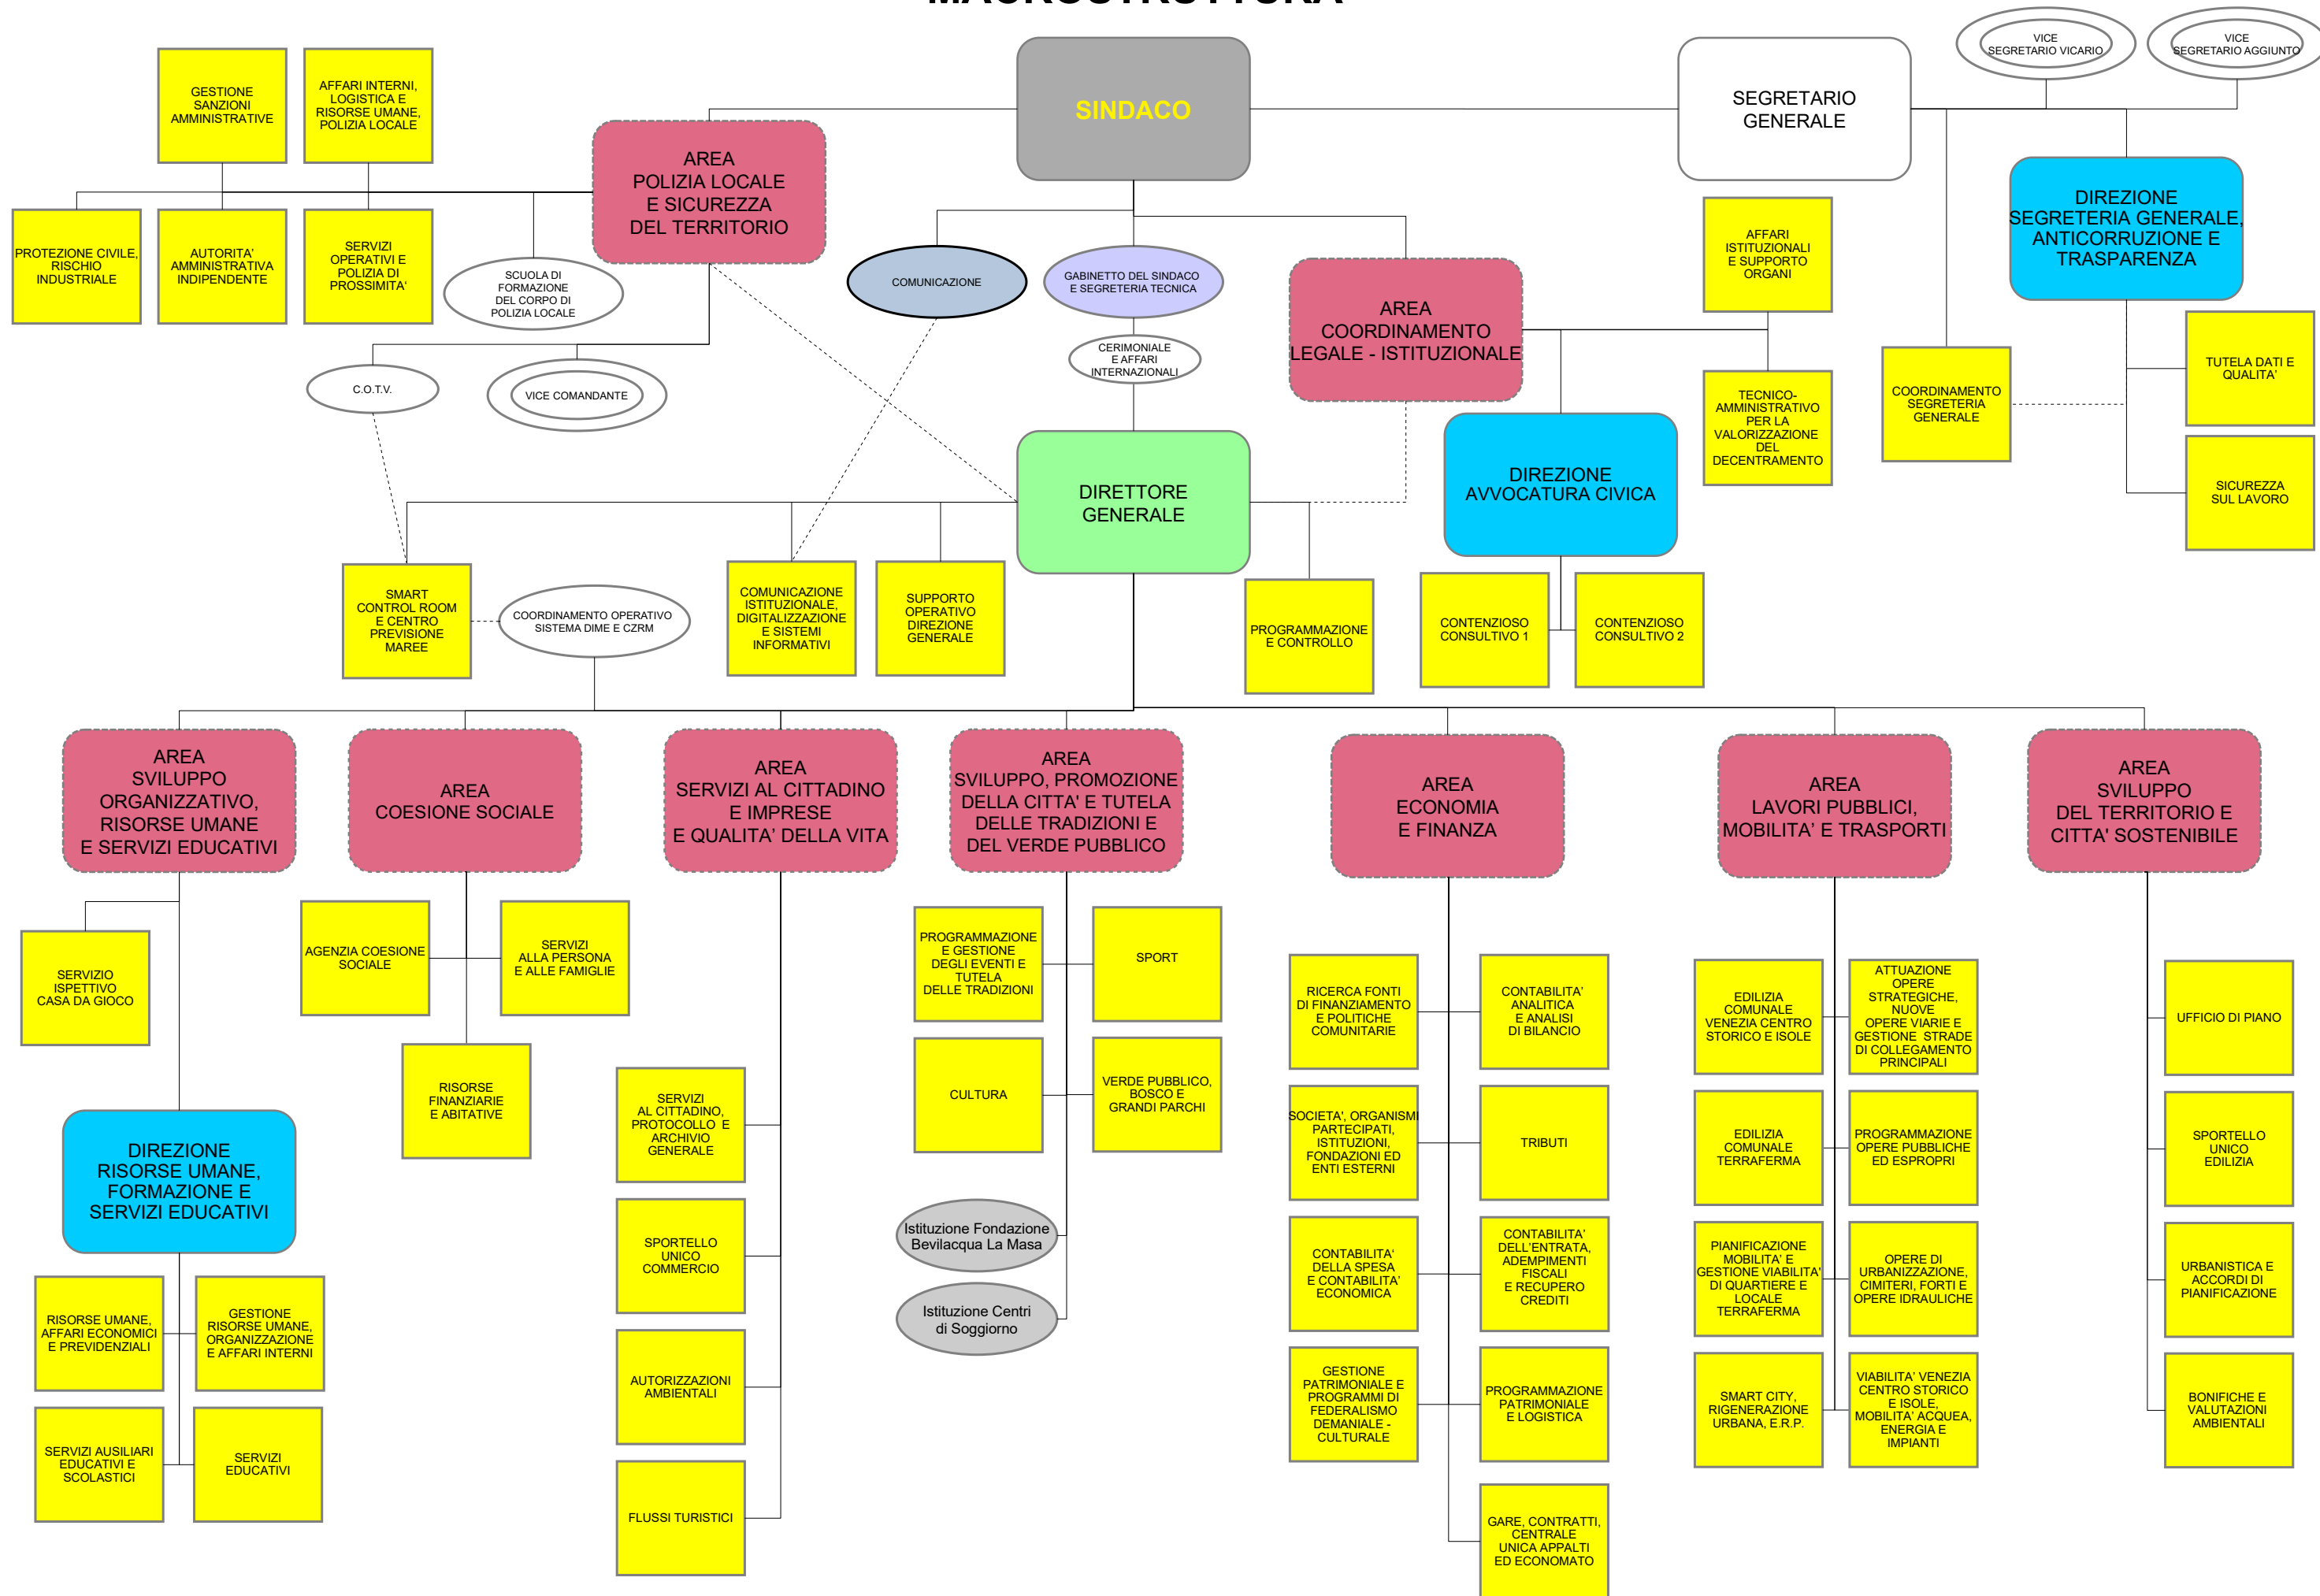 MACROSTRUTTURA
VICE
SEGRETARIO VICARIO
VICE
SEGRETARIO AGGIUNTO
GESTIONE
SANZIONI
AMMINISTRATIVE
AFFARI INTERNI,
LOGISTICA E
RISORSE UMANE,
POLIZIA LOCALE
SINDACO
SEGRETARIO
GENERALE
AREA
POLIZIA LOCALE
E SICUREZZA
DEL TERRITORIO
DIREZIONE
SEGRETERIA GENERALE,
ANTICORRUZIONE E
TRASPARENZA
PROTEZIONE CIVILE,
RISCHIO
INDUSTRIALE
AUTORITA'
AMMINISTRATIVA
INDIPENDENTE
SERVIZI
OPERATIVI E
POLIZIA DI
PROSSIMITA'
SCUOLA DI
FORMAZIONE
DEL CORPO DI
POLIZIA LOCALE
COMUNICAZIONE
GABINETTO DEL SINDACO
E SEGRETERIA TECNICA
AREA
COORDINAMENTO
LEGALE - ISTITUZIONALE
AFFARI
ISTITUZIONALI
E SUPPORTO
ORGANI
CERIMONIALE
E AFFARI
INTERNAZIONALI
C.O.T.V.
VICE COMANDANTE
TECNICO-
AMMINISTRATIVO
PER LA
VALORIZZAZIONE
DEL
DECENTRAMENTO
COORDINAMENTO
SEGRETERIA
GENERALE
TUTELA DATI E
QUALITA'
SICUREZZA
SUL LAVORO
DIRETTORE
GENERALE
DIREZIONE
AVVOCATURA CIVICA
SMART
CONTROL ROOM
E CENTRO
PREVISIONE
MAREE
COORDINAMENTO OPERATIVO
SISTEMA DIME E CZRM
COMUNICAZIONE
ISTITUZIONALE,
DIGITALIZZAZIONE
E SISTEMI
INFORMATIVI
SUPPORTO
OPERATIVO
DIREZIONE
GENERALE
PROGRAMMAZIONE
E CONTROLLO
CONTENZIOSO
CONSULTIVO 1
CONTENZIOSO
CONSULTIVO 2
AREA
SVILUPPO
ORGANIZZATIVO,
RISORSE UMANE
E SERVIZI EDUCATIVI
AREA
COESIONE SOCIALE
AREA
SERVIZI AL CITTADINO
E IMPRESE
E QUALITA' DELLA VITA
AREA
SVILUPPO, PROMOZIONE
DELLA CITTA' E TUTELA
DELLE TRADIZIONI E
DEL VERDE PUBBLICO
AREA
ECONOMIA
E FINANZA
AREA
LAVORI PUBBLICI,
MOBILITA' E TRASPORTI
AREA
SVILUPPO
DEL TERRITORIO E
CITTA' SOSTENIBILE
SERVIZIO
ISPETTIVO
CASA DA GIOCO
DIREZIONE
RISORSE UMANE,
FORMAZIONE E
SERVIZI EDUCATIVI
RISORSE UMANE,
AFFARI ECONOMICI
E PREVIDENZIALI
GESTIONE
RISORSE UMANE,
ORGANIZZAZIONE
E AFFARI INTERNI
SERVIZI AUSILIARI
EDUCATIVI E
SCOLASTICI
SERVIZI
EDUCATIVI
AGENZIA COESIONE
SOCIALE
SERVIZI
ALLA PERSONA
E ALLE FAMIGLIE
RISORSE
FINANZIARIE
E ABITATIVE
SERVIZI
AL CITTADINO,
PROTOCOLLO E
ARCHIVIO
GENERALE
SPORTELLO
UNICO
COMMERCIO
AUTORIZZAZIONI
AMBIENTALI
FLUSSI TURISTICI
PROGRAMMAZIONE
E GESTIONE
DEGLI EVENTI E
TUTELA
DELLE TRADIZIONI
SPORT
CULTURA
VERDE PUBBLICO,
BOSCO E
GRANDI PARCHI
Istituzione Fondazione
Bevilacqua La Masa
Istituzione Centri
di Soggiorno
RICERCA FONTI
DI FINANZIAMENTO
E POLITICHE
COMUNITARIE
CONTABILITA'
ANALITICA
E ANALISI
DI BILANCIO
SOCIETA', ORGANISMI
PARTECIPATI,
ISTITUZIONI,
FONDAZIONI ED
ENTI ESTERNI
TRIBUTI
CONTABILITA'
DELLA SPESA
E CONTABILITA'
ECONOMICA
CONTABILITA'
DELL'ENTRATA,
ADEMPIMENTI
FISCALI
E RECUPERO
CREDITI
GESTIONE
PATRIMONIALE E
PROGRAMMI DI
FEDERALISMO
DEMANIALE -
CULTURALE
PROGRAMMAZIONE
PATRIMONIALE
E LOGISTICA
GARE, CONTRATTI,
CENTRALE
UNICA APPALTI
ED ECONOMATO
EDILIZIA
COMUNALE
VENEZIA CENTRO
STORICO E ISOLE
ATTUAZIONE
OPERE
STRATEGICHE,
NUOVE
OPERE VIARIE E
GESTIONE STRADE
DI COLLEGAMENTO
PRINCIPALI
EDILIZIA
COMUNALE
TERRAFERMA
PROGRAMMAZIONE
OPERE PUBBLICHE
ED ESPROPRI
PIANIFICAZIONE
MOBILITA' E
GESTIONE VIABILITA'
DI QUARTIERE E
LOCALE
TERRAFERMA
OPERE DI
URBANIZZAZIONE,
CIMITERI, FORTI E
OPERE IDRAULICHE
SMART CITY,
RIGENERAZIONE
URBANA, E.R.P.
VIABILITA' VENEZIA
CENTRO STORICO
E ISOLE,
MOBILITA' ACQUEA,
ENERGIA E
IMPIANTI
UFFICIO DI PIANO
SPORTELLO
UNICO
EDILIZIA
URBANISTICA E
ACCORDI DI
PIANIFICAZIONE
BONIFICHE E
VALUTAZIONI
AMBIENTALI